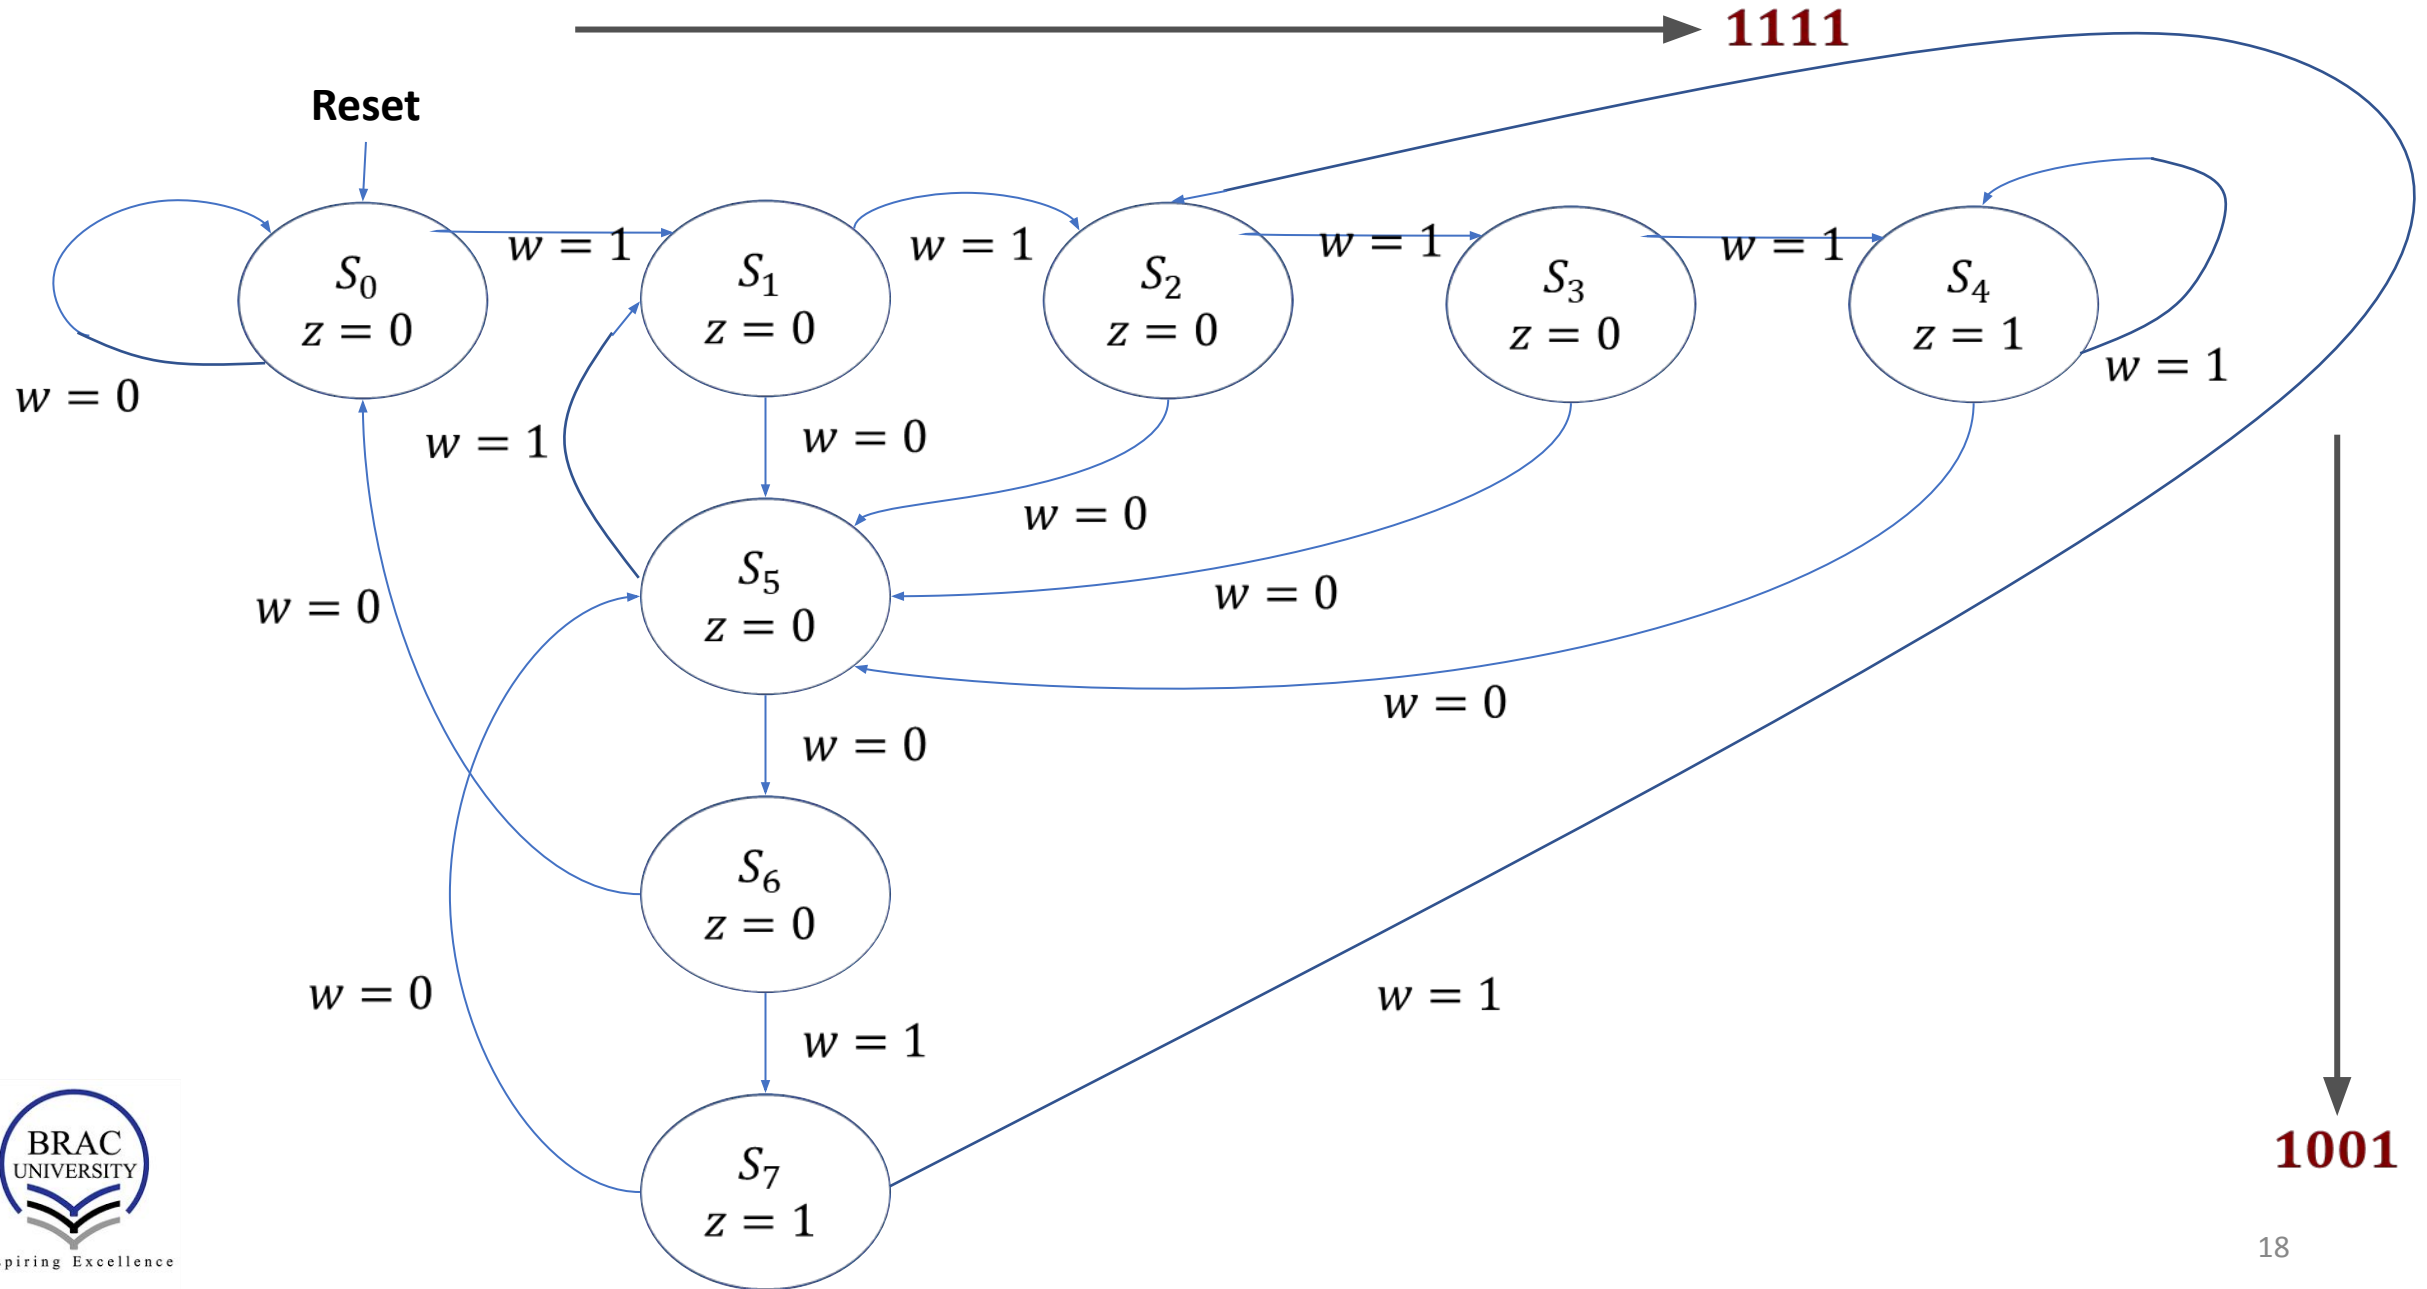 1111
Reset
w = 1
w = 1
w = 1
w = 1
S0
z = 0
S1
z = 0
S2
z = 0
S3
z = 0
S4
z = 1
w = 1
w = 0
w = 1
w = 0
w = 0
S5
z = 0
w = 0
w = 0
w = 0
w = 0
S6
z = 0
w = 0
w = 1
w = 1
S7
z = 1
1001
BRAC
UNIVERSITY
piring Excellence
18